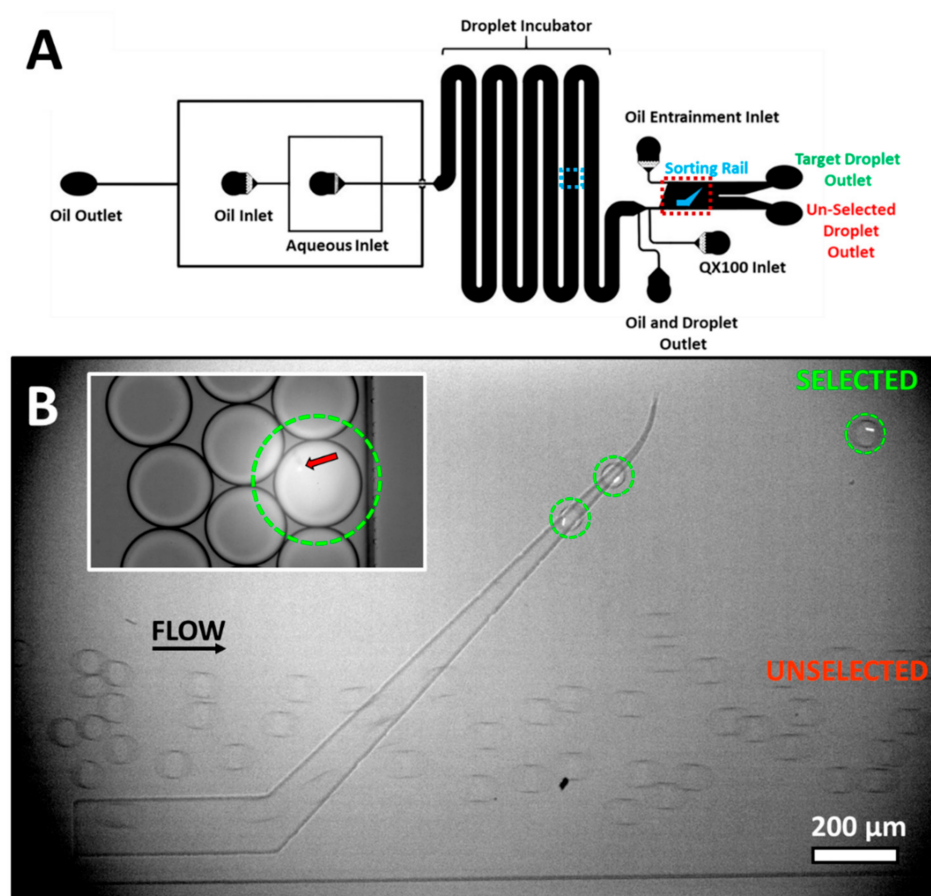 A
Droplet Incubator
Oil Entrainment Inlet
Sorting Rail
Target Droplet
Outlet
Oil Outlet
Oil Inlet
Aqueous Inlet
Un-Selected
Droplet
Outlet
QX100 Inlet
Oil and Droplet
Outlet
B
SELECTED
FLOW
UNSELECTED
200 µm